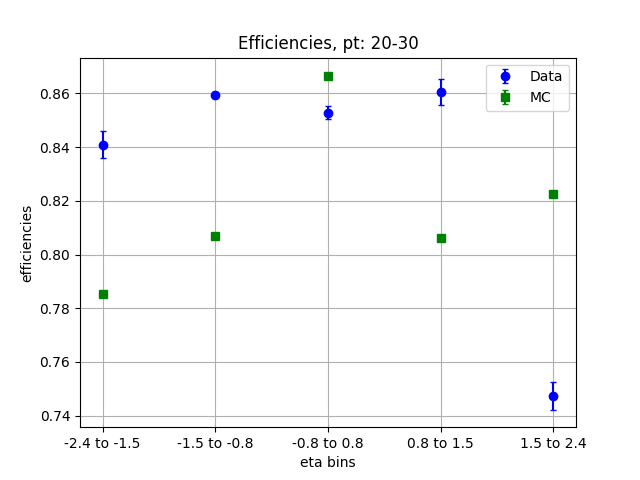 Efficiencies, pt: 20-30
Data
MC
efficiencies
0.86
0.84
0.82
0.80
0.78
0.76
0.74
-2.4 to -1.5
-1.5 to -0.8
-0.8 to 0.8
0.8 to 1.5
1.5 to 2.4
eta bins